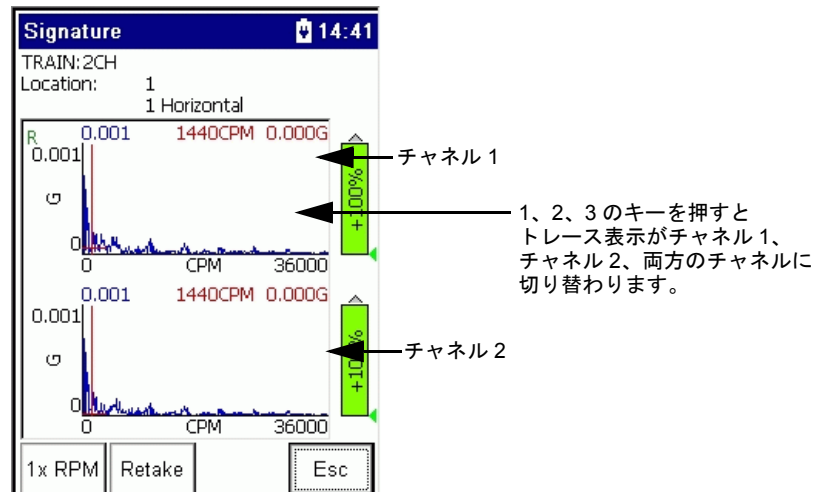 Signature 14:41
TRAIN:2CH
Location: 1
1 Horizontal
R 0.001 1440CPM 0.000G
0.001
G
0
0 CPM 36000
+100%
チャネル 1
1、2、3 のキーを押すと
トレース表示がチャネル 1、
チャネル 2、両方のチャネルに
切り替わります。
0.001 1440CPM 0.000G
0.001
G
0
0 CPM 36000
+100%
チャネル 2
1x RPM Retake Esc